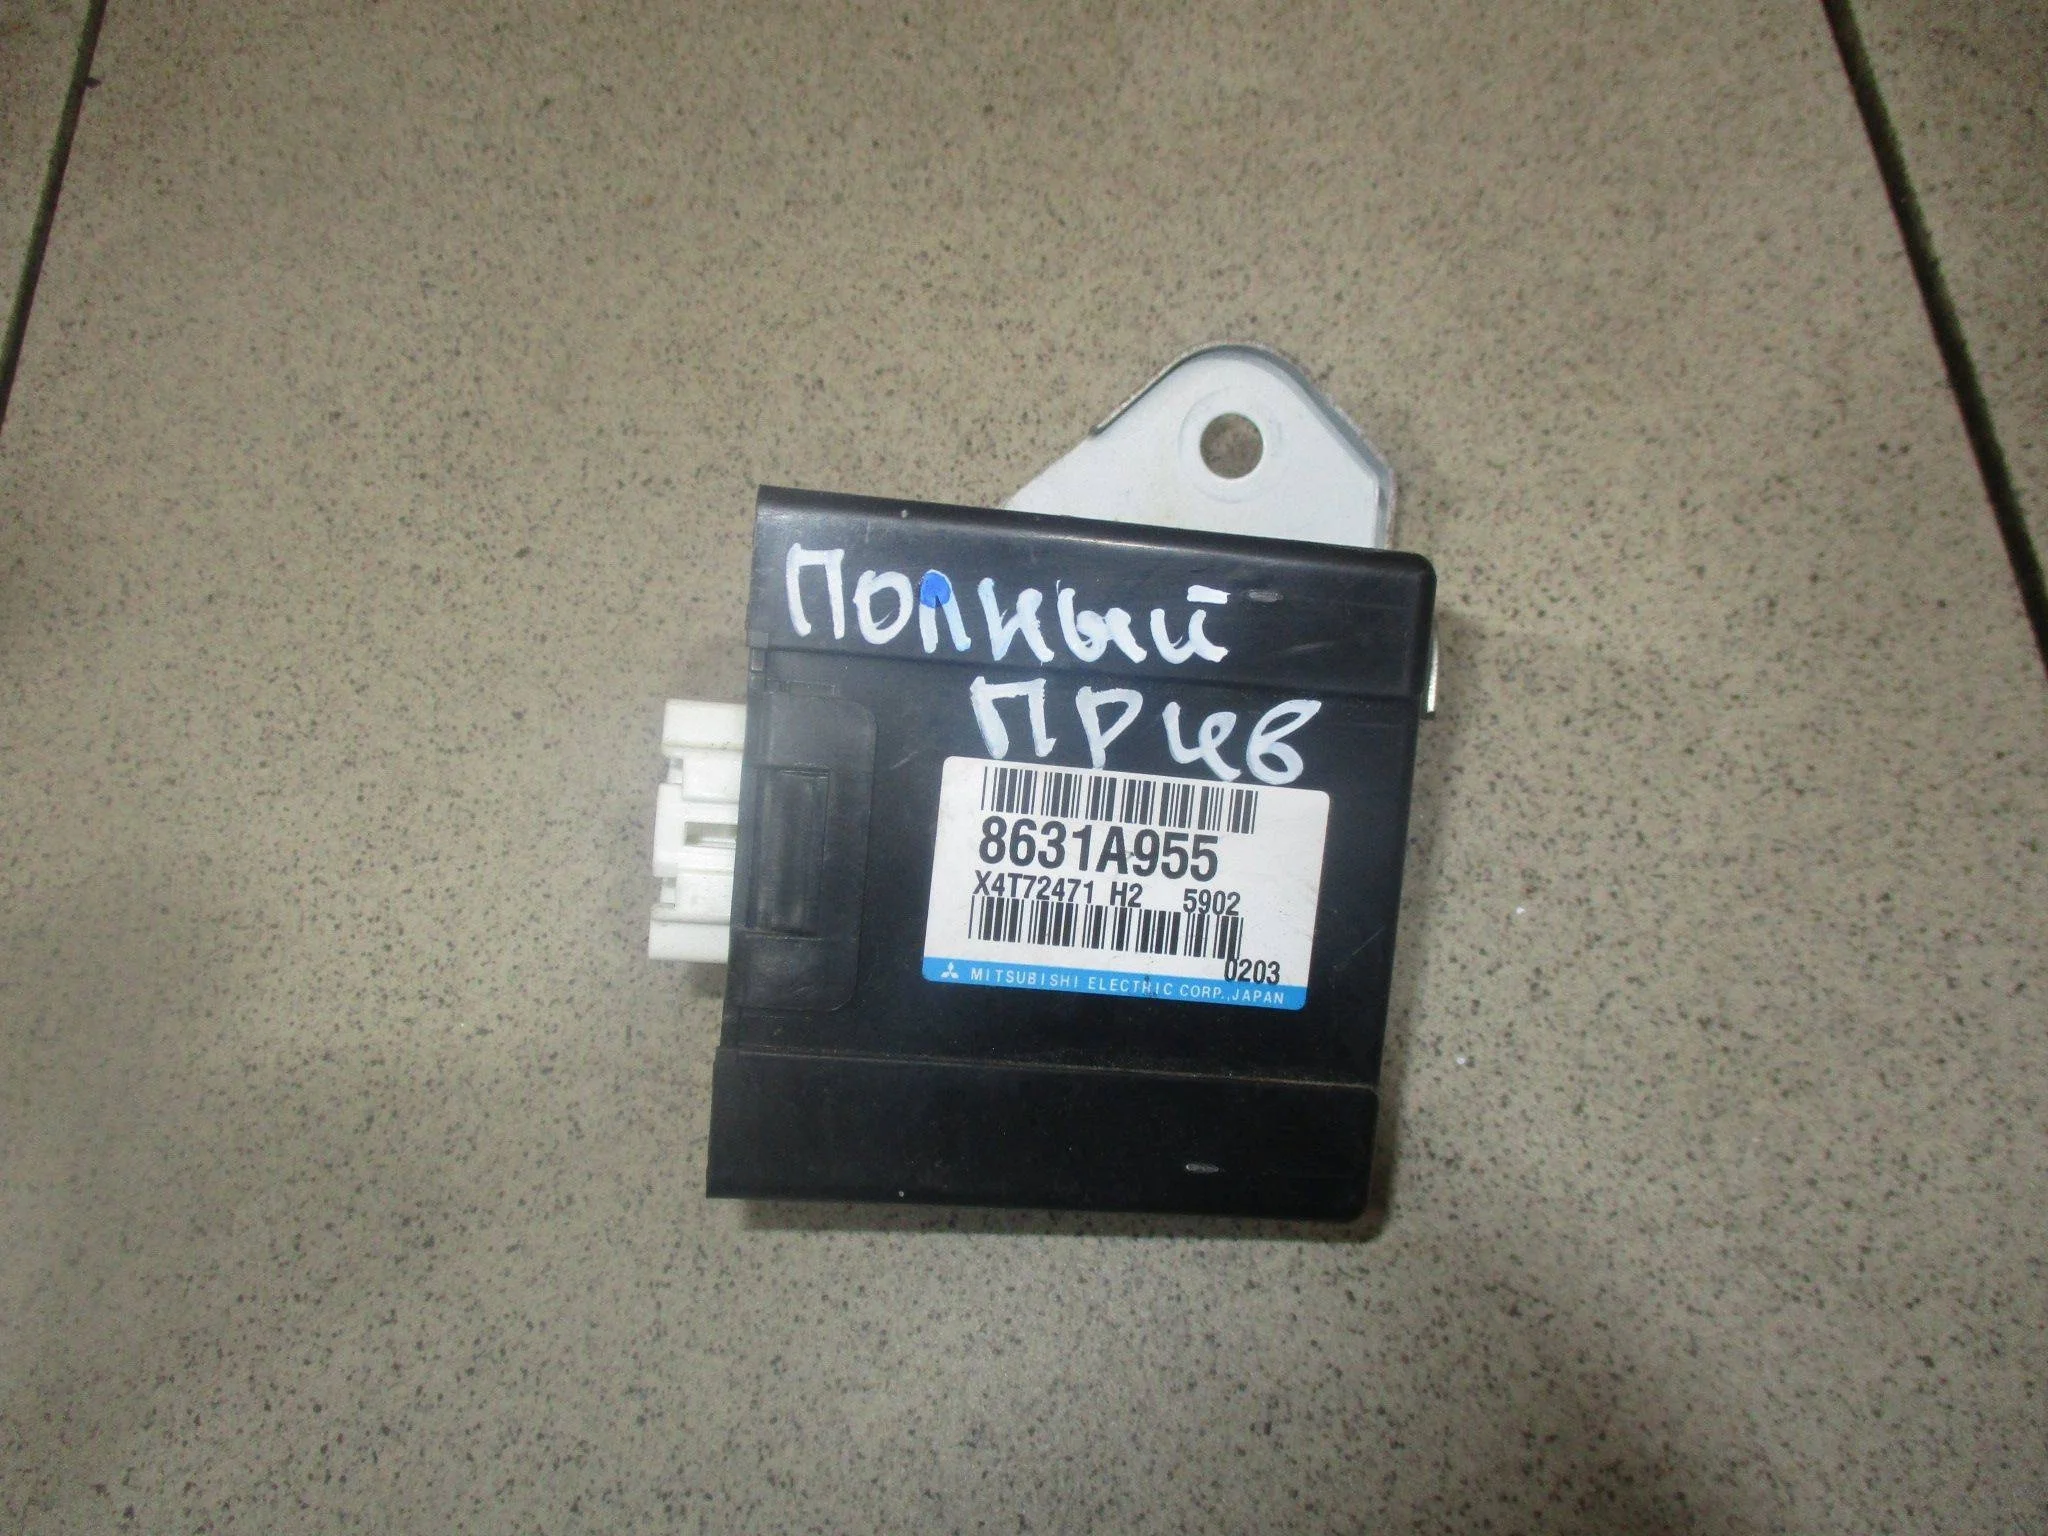 Полный
прив
8631A955
X4T72471 H2 5902
0203
MITSUBISHI ELECTRIC CORP.,JAPAN